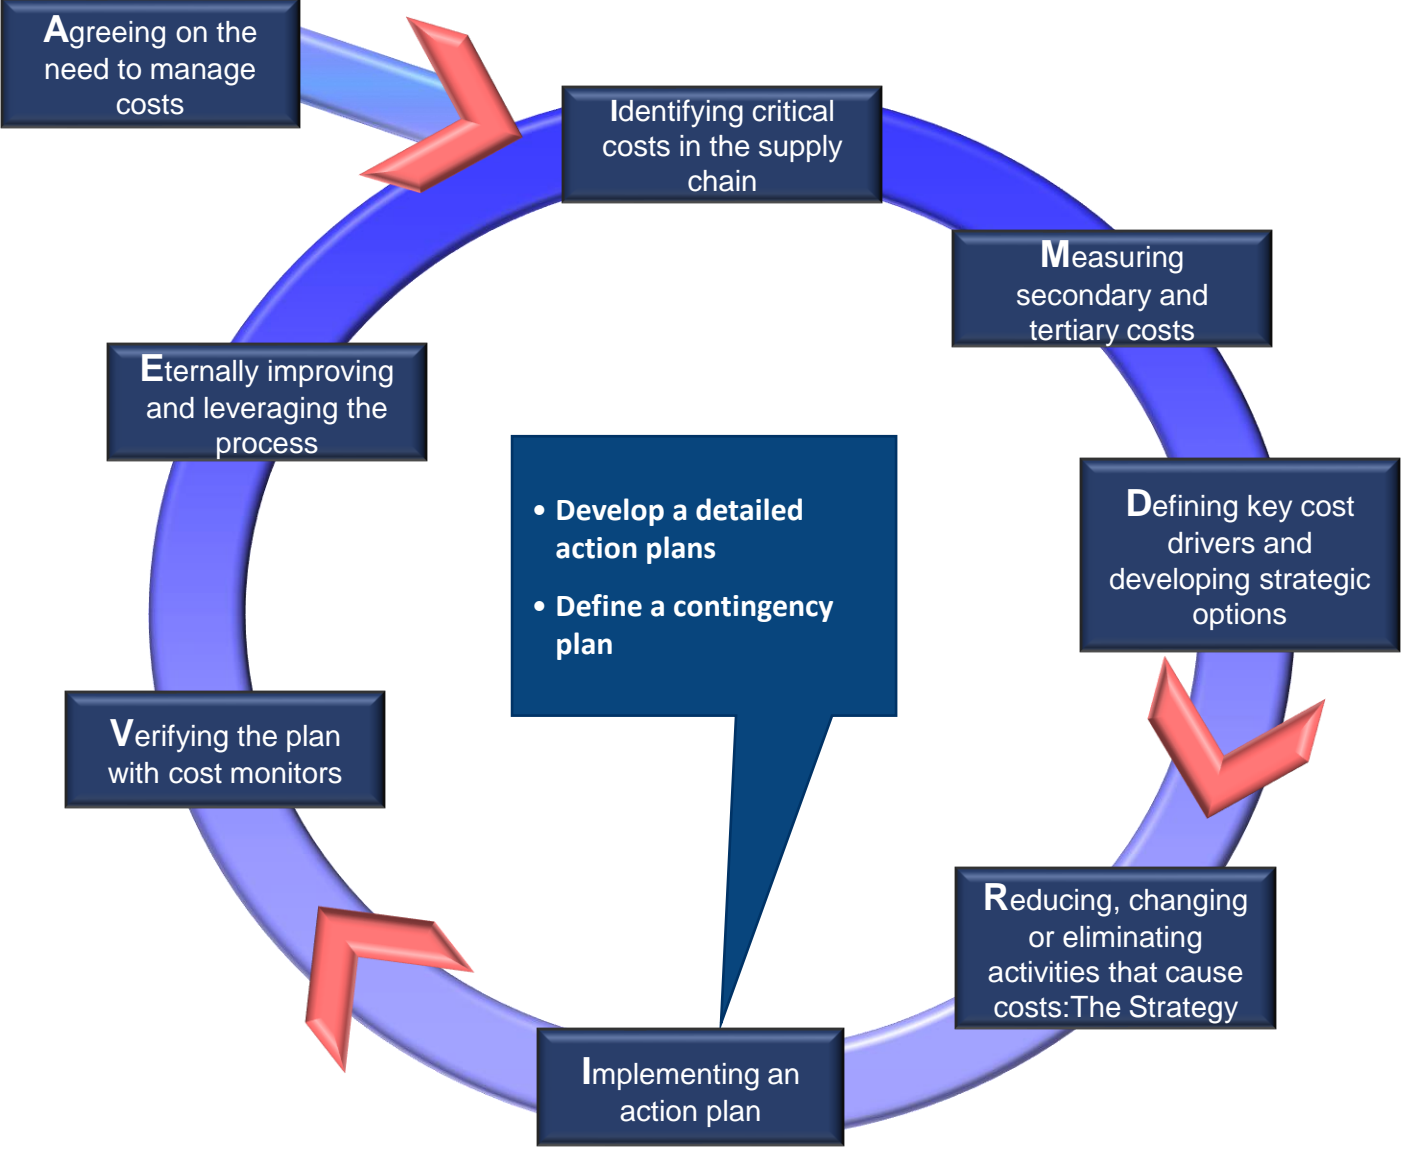 Agreeing on the
need to manage
costs
Identifying critical
costs in the supply
chain
Measuring
secondary and
tertiary costs
Defining key cost
drivers and
developing strategic
options
Reducing, changing
or eliminating
activities that cause
costs:The Strategy
Implementing an
action plan
Verifying the plan
with cost monitors
Eternally improving
and leveraging the
process
• Develop a detailed
action plans
• Define a contingency
plan